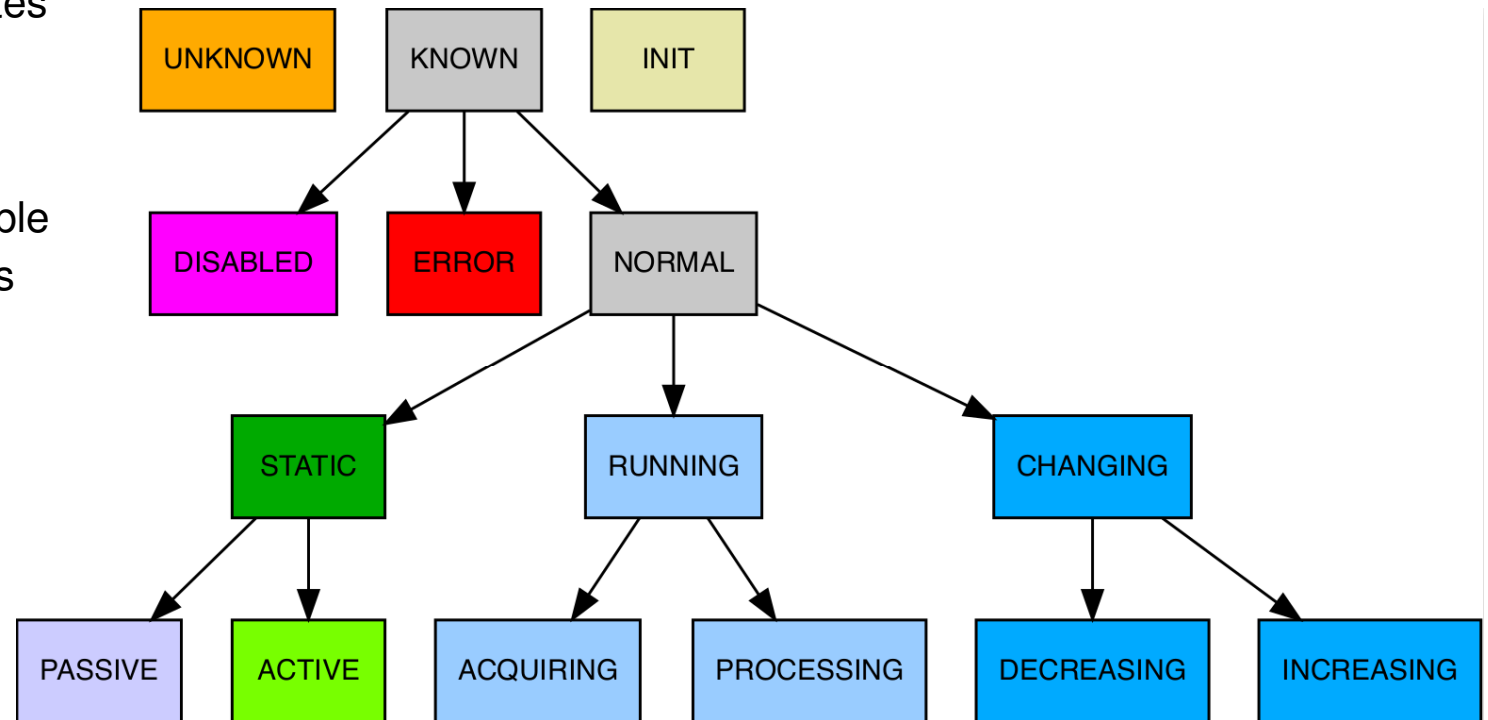 UNKNOWN KNOWN INIT
DISABLED ERROR NORMAL
STATIC RUNNING CHANGING
PASSIVE ACTIVE ACQUIRING PROCESSING DECREASING INCREASING